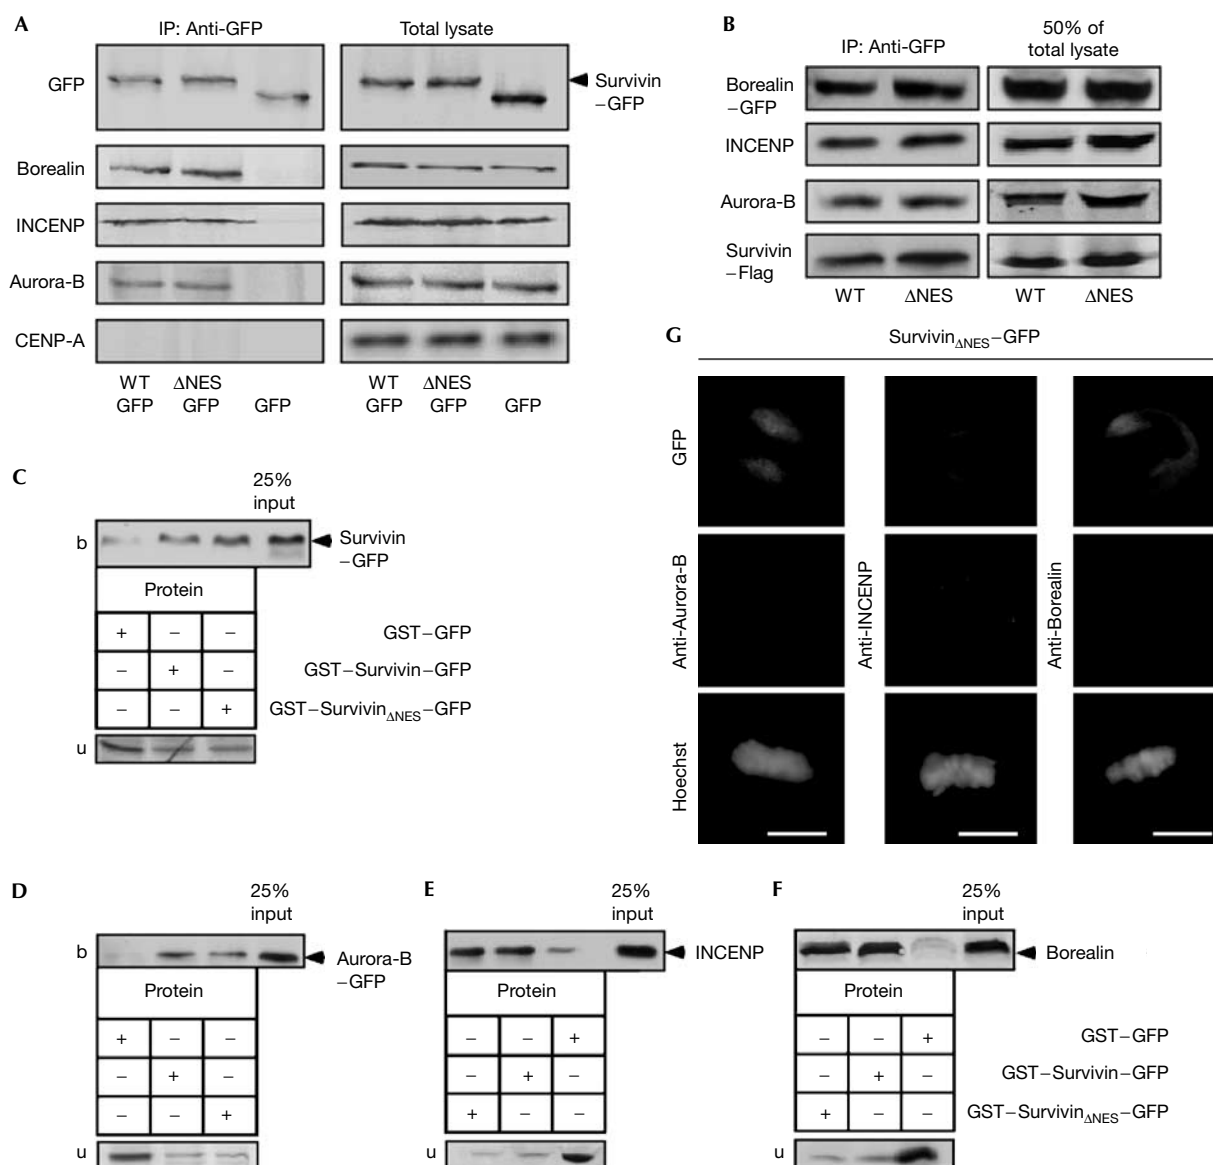 A
IP: Anti-GFP
Total lysate
GFP
Survivin
–GFP
Borealin
INCENP
Aurora-B
CENP-A
WT
GFP
ΔNES
GFP
GFP
WT
GFP
ΔNES
GFP
GFP
B
IP: Anti-GFP
50% of
total lysate
Borealin
–GFP
INCENP
Aurora-B
Survivin
–Flag
WT
ΔNES
WT
ΔNES
C
25%
input
b
Survivin
–GFP
Protein
+ – – GST–GFP
– + – GST–Survivin–GFP
– – + GST–SurvivinΔNES–GFP
u
G
SurvivinΔNES–GFP
GFP
Anti-Aurora-B
Anti-INCENP
Anti-Borealin
Hoechst
D
25%
input
b
Aurora-B
–GFP
Protein
+ – –
– + –
– – +
u
E
25%
input
INCENP
Protein
– – +
– + –
+ – –
u
F
25%
input
Borealin
Protein
– – + GST–GFP
– + – GST–Survivin–GFP
+ – – GST–SurvivinΔNES–GFP
u